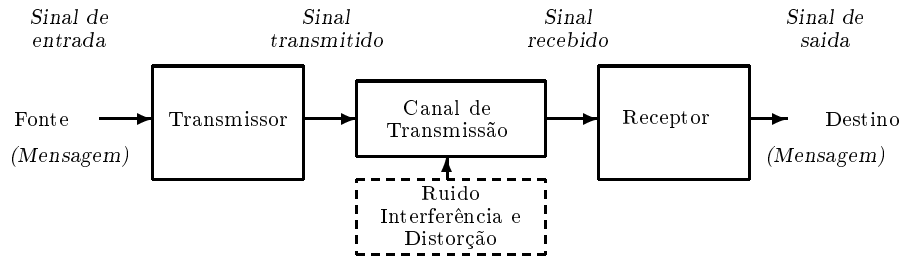 Sinal de
entrada
Sinal
transmitido
Sinal
recebido
Sinal de
saida
Fonte
(Mensagem)
Transmissor
Canal de
Transmissão
Receptor
Destino
(Mensagem)
Ruido
Interferência e
Distorção